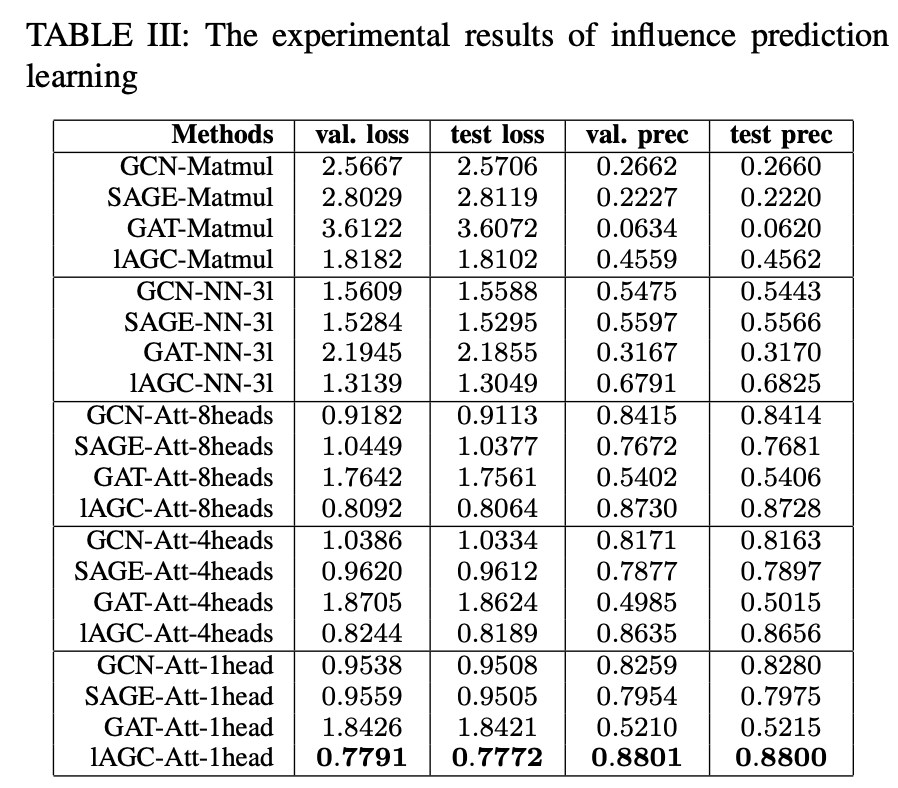 TABLE III: The experimental results of influence prediction
learning
Methods val. loss test loss val. prec test prec
GCN-Matmul 2.5667 2.5706 0.2662 0.2660
SAGE-Matmul 2.8029 2.8119 0.2227 0.2220
GAT-Matmul 3.6122 3.6072 0.0634 0.0620
lAGC-Matmul 1.8182 1.8102 0.4559 0.4562
GCN-NN-3l 1.5609 1.5588 0.5475 0.5443
SAGE-NN-3l 1.5284 1.5295 0.5597 0.5566
GAT-NN-3l 2.1945 2.1855 0.3167 0.3170
lAGC-NN-3l 1.3139 1.3049 0.6791 0.6825
GCN-Att-8heads 0.9182 0.9113 0.8415 0.8414
SAGE-Att-8heads 1.0449 1.0377 0.7672 0.7681
GAT-Att-8heads 1.7642 1.7561 0.5402 0.5406
lAGC-Att-8heads 0.8092 0.8064 0.8730 0.8728
GCN-Att-4heads 1.0386 1.0334 0.8171 0.8163
SAGE-Att-4heads 0.9620 0.9612 0.7877 0.7897
GAT-Att-4heads 1.8705 1.8624 0.4985 0.5015
lAGC-Att-4heads 0.8244 0.8189 0.8635 0.8656
GCN-Att-1head 0.9538 0.9508 0.8259 0.8280
SAGE-Att-1head 0.9559 0.9505 0.7954 0.7975
GAT-Att-1head 1.8426 1.8421 0.5210 0.5215
lAGC-Att-1head 0.7791 0.7772 0.8801 0.8800